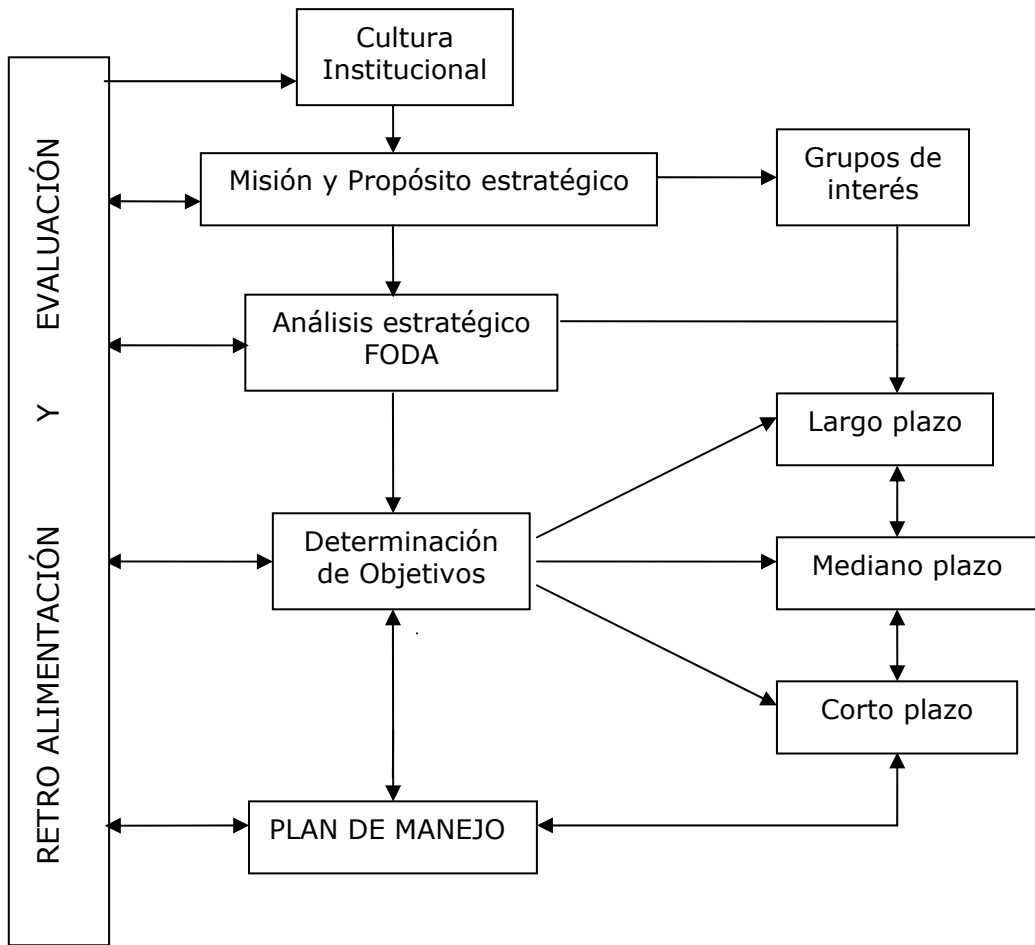 Cultura
Institucional
Misión y Propósito estratégico
Grupos de
interés
Análisis estratégico
FODA
Largo plazo
Determinación
de Objetivos
Mediano plazo
Corto plazo
PLAN DE MANEJO
RETRO ALIMENTACIÓN Y EVALUACIÓN